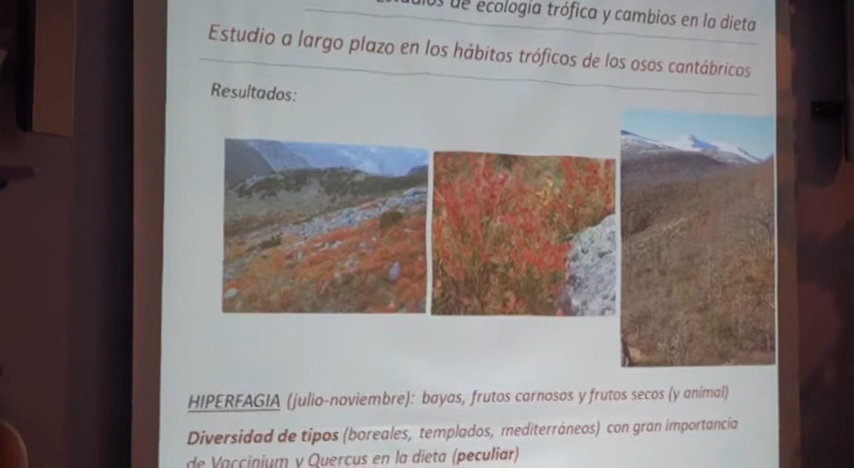 de ecología trófica y cambios en la dieta
Estudio a largo plazo en los hábitos tróficos de los osos cantábricos
Resultados:
HIPERFAGIA (julio-noviembre): bayas, frutos carnosos y frutos secos (y animal)
Diversidad de tipos (boreales, templados, mediterráneos) con gran importancia
de Vaccinium y Quercus en la dieta (peculiar)